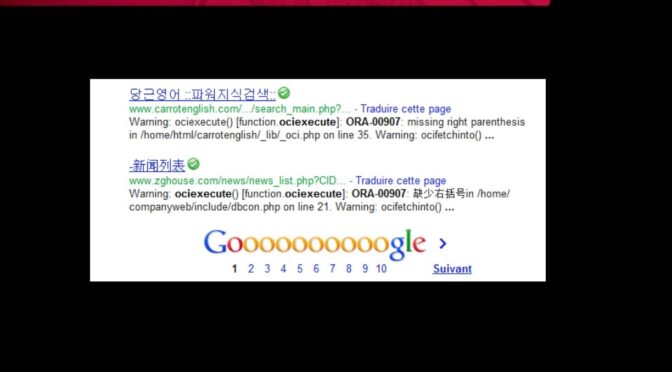 당근영어 ::파워지식검색::
www.carrotenglish.com/.../search_main.php?... - Traduire cette page
Warning: ociexecute() [function.ociexecute]: ORA-00907: missing right parenthesis
in /home/html/carrotenglish/_lib/_oci.php on line 35. Warning: ocifetchinto() ...
-新闻列表
www.zghouse.com/news/news_list.php?CID... - Traduire cette page
Warning: ociexecute() [function.ociexecute]: ORA-00907: 缺少右括号in /home/
companyweb/include/dbcon.php on line 21. Warning: ocifetchinto() ...
Goooooooooogle >
1 2 3 4 5 6 7 8 9 10 Suivant